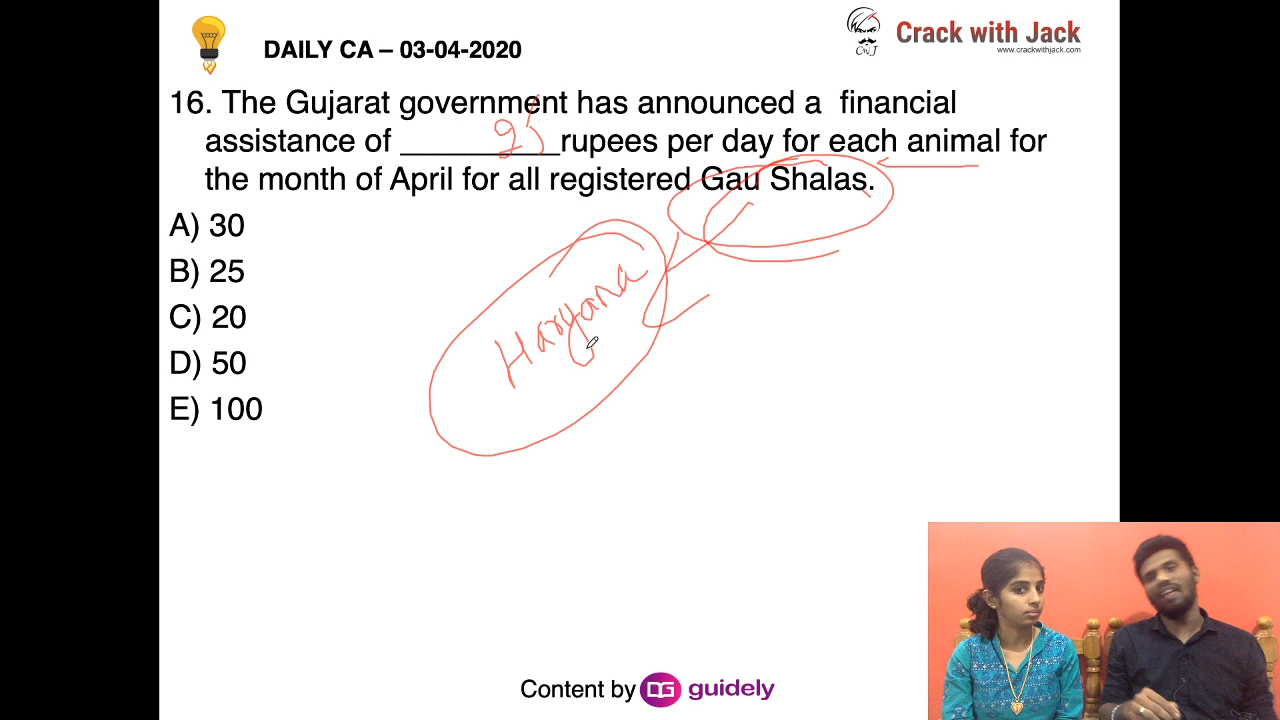 Crack with Jack
www.crackwithjack.com
CwJ
DAILY CA – 03-04-2020
16. The Gujarat government has announced a financial
assistance of __________rupees per day for each animal for
the month of April for all registered Gau Shalas.
25
A) 30
B) 25
C) 20
D) 50
E) 100
Haryana
Content by DG guidely